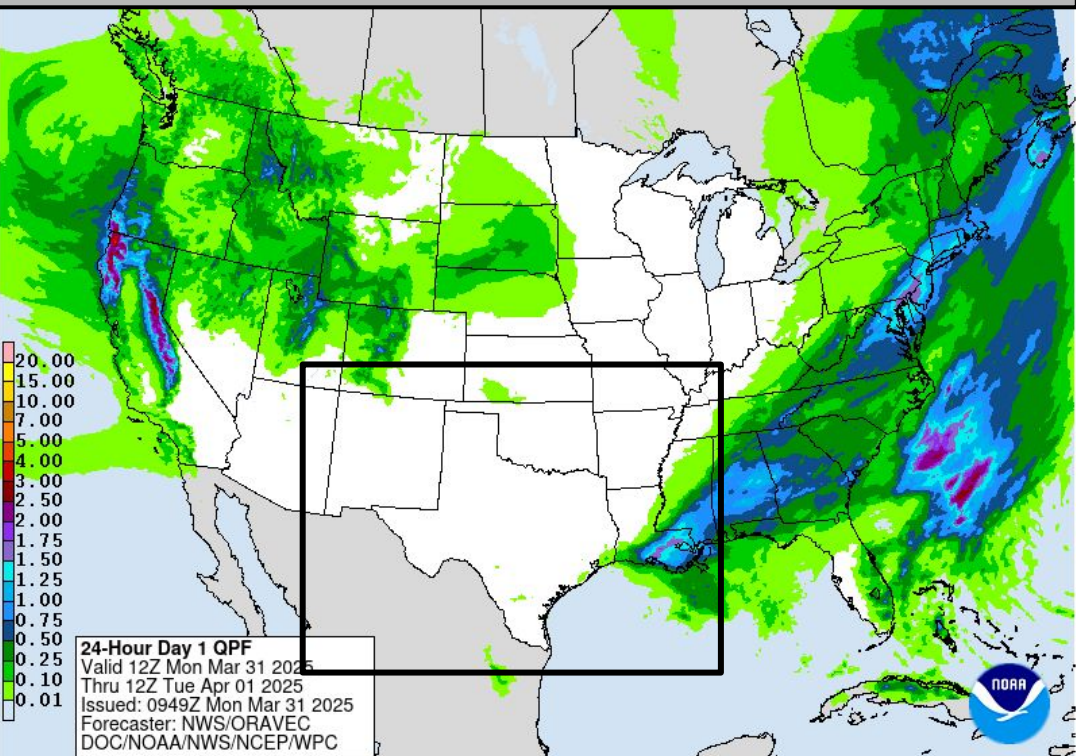 20.00
15.00
10.00
7.00
5.00
4.00
3.00
2.50
2.00
1.75
1.50
1.25
1.00
0.75
0.50
0.25
0.10
0.01
24-Hour Day 1 QPF
Valid 12Z Mon Mar 31 2025
Thru 12Z Tue Apr 01 2025
Issued: 0949Z Mon Mar 31 2025
Forecaster: NWS/ORAVEC
DOC/NOAA/NWS/NCEP/WPC
NOAA